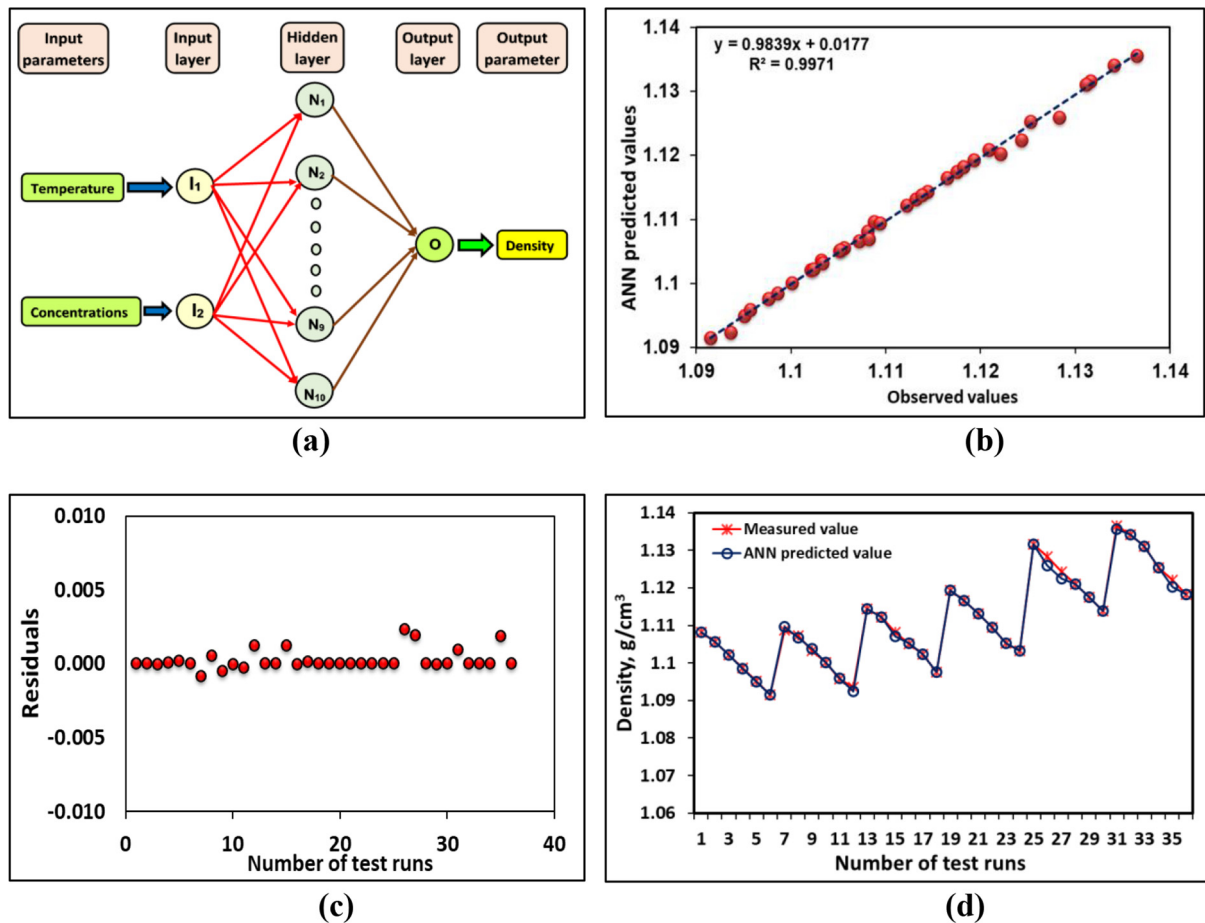 Input parameters
Input layer
Hidden layer
Output layer
Output parameter
N₁
N₂
N₉
N₁₀
Temperature
I₁
Concentrations
I₂
O
Density
(a)
y = 0.9839x + 0.0177
R² = 0.9971
ANN predicted values
1.14
1.13
1.12
1.11
1.1
1.09
1.09 1.1 1.11 1.12 1.13 1.14
Observed values
(b)
Residuals
0.010
0.005
0.000
-0.005
-0.010
0 10 20 30 40
Number of test runs
(c)
Measured value
ANN predicted value
Density, g/cm³
1.14
1.13
1.12
1.11
1.10
1.09
1.08
1.07
1.06
1 3 5 7 9 11 13 15 17 19 21 23 25 27 29 31 33 35
Number of test runs
(d)